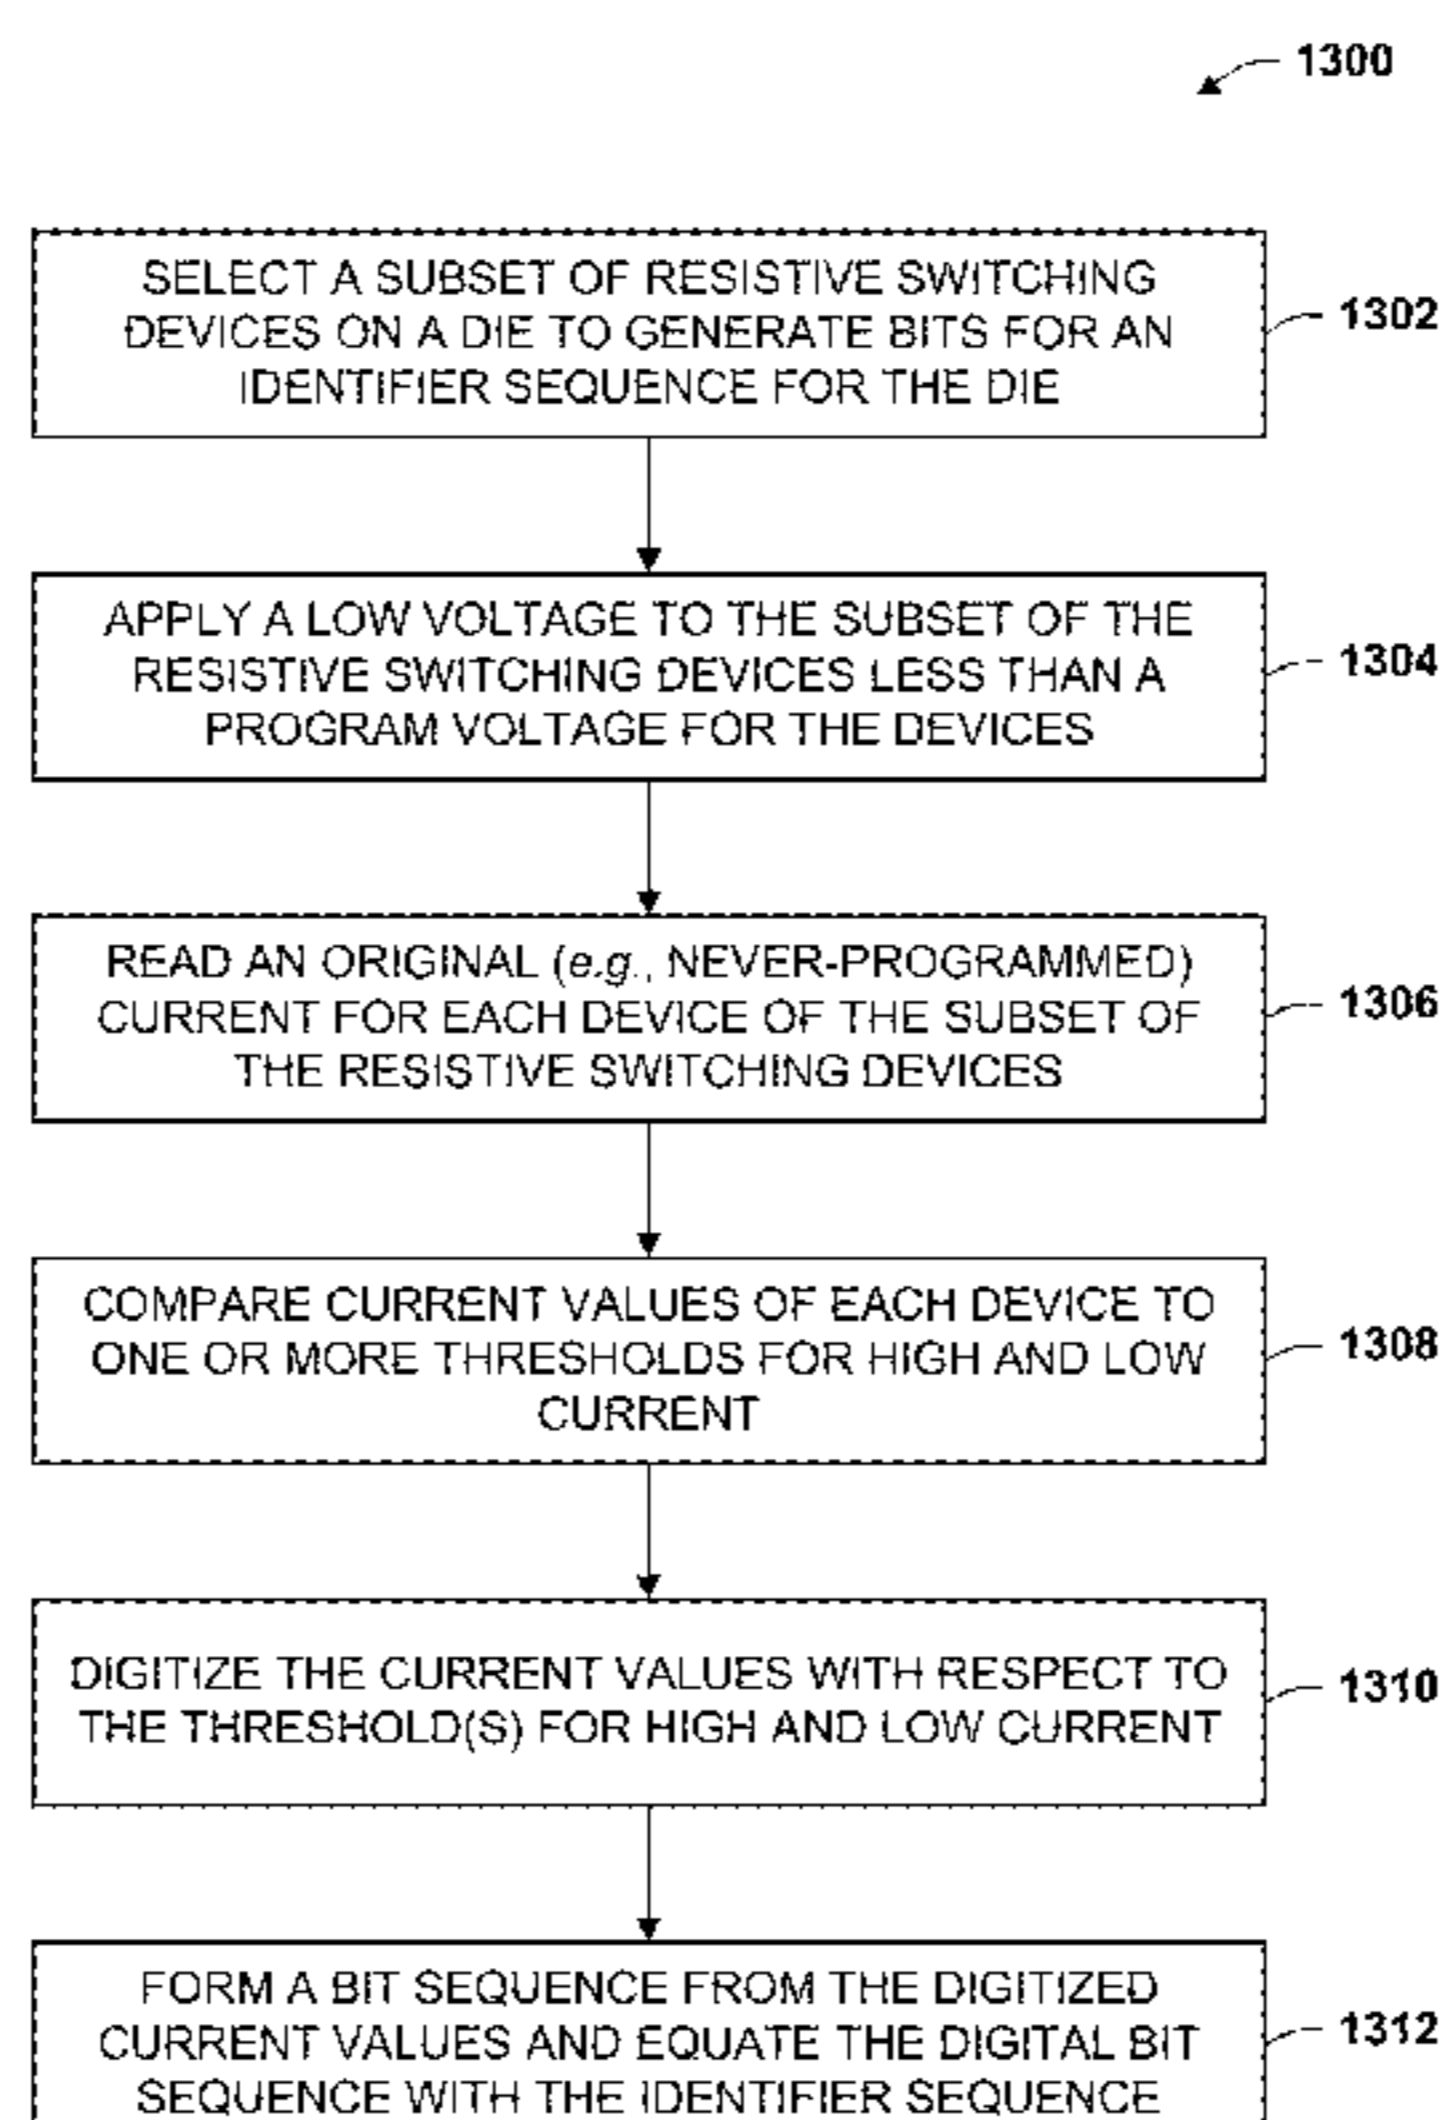 1300
SELECT A SUBSET OF RESISTIVE SWITCHING
DEVICES ON A DIE TO GENERATE BITS FOR AN
IDENTIFIER SEQUENCE FOR THE DIE
1302
APPLY A LOW VOLTAGE TO THE SUBSET OF THE
RESISTIVE SWITCHING DEVICES LESS THAN A
PROGRAM VOLTAGE FOR THE DEVICES
1304
READ AN ORIGINAL (e.g., NEVER-PROGRAMMED)
CURRENT FOR EACH DEVICE OF THE SUBSET OF
THE RESISTIVE SWITCHING DEVICES
1306
COMPARE CURRENT VALUES OF EACH DEVICE TO
ONE OR MORE THRESHOLDS FOR HIGH AND LOW
CURRENT
1308
DIGITIZE THE CURRENT VALUES WITH RESPECT TO
THE THRESHOLD(S) FOR HIGH AND LOW CURRENT
1310
FORM A BIT SEQUENCE FROM THE DIGITIZED
CURRENT VALUES AND EQUATE THE DIGITAL BIT
SEQUENCE WITH THE IDENTIFIER SEQUENCE
1312